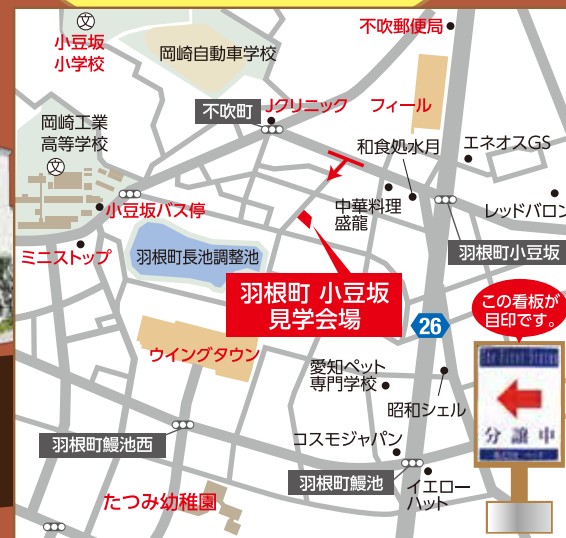 文
小豆坂
小学校
岡崎自動車学校
不吹郵便局
不吹町
Jクリニック
フィール
岡崎工業
高等学校
文
和食処水月
エネオスGS
小豆坂バス停
中華料理
盛龍
レッドバロン
ミニストップ
羽根町長池調整池
羽根町小豆坂
羽根町 小豆坂
見学会場
この看板が
目印です。
26
ウイングタウン
愛知ペット
専門学校
昭和シェル
分譲中
羽根町鰻池西
コスモジャパン
羽根町鰻池
イエロー
ハット
たつみ幼稚園